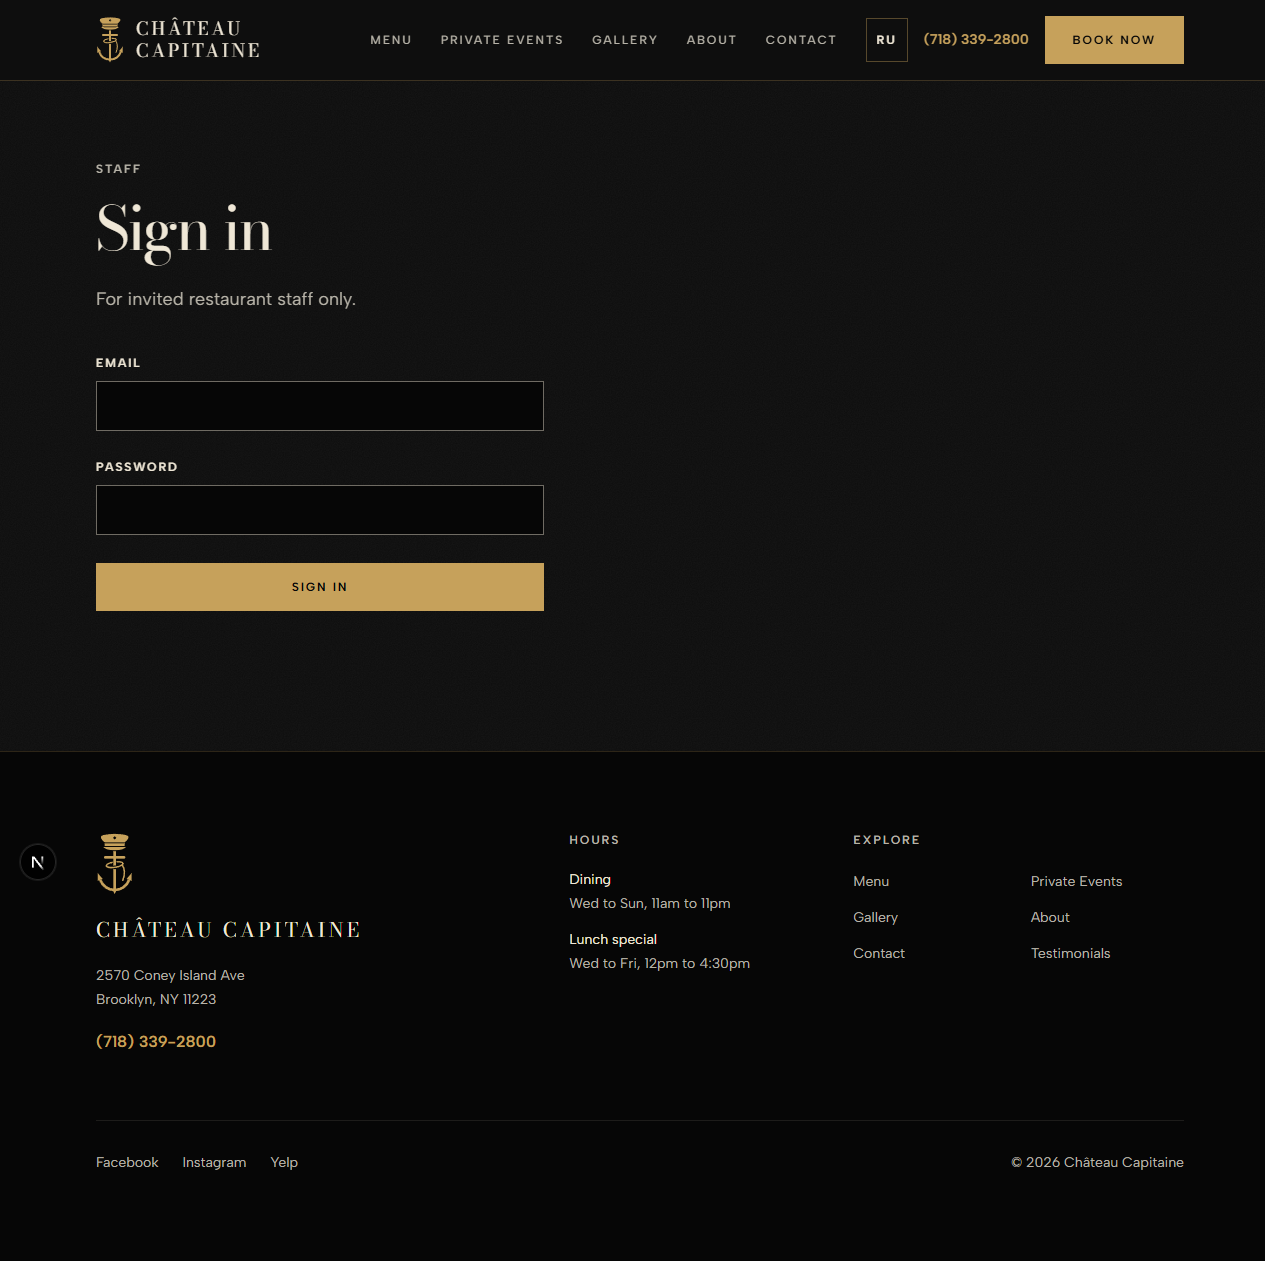 CHÂTEAU
CAPITAINE
MENU PRIVATE EVENTS GALLERY ABOUT CONTACT RU (718) 339-2800 BOOK NOW
STAFF
Sign in
For invited restaurant staff only.
EMAIL
PASSWORD
SIGN IN
N
CHÂTEAU CAPITAINE
2570 Coney Island Ave
Brooklyn, NY 11223
(718) 339-2800
HOURS
Dining
Wed to Sun, 11am to 11pm
Lunch special
Wed to Fri, 12pm to 4:30pm
EXPLORE
Menu Private Events
Gallery About
Contact Testimonials
Facebook Instagram Yelp
© 2026 Château Capitaine